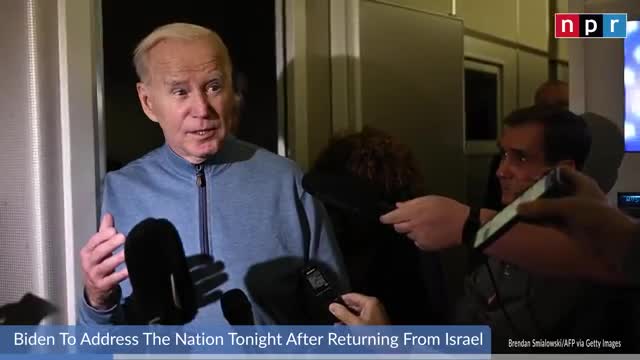 npr
Biden To Address The Nation Tonight After Returning From Israel
Brendan Smialowski/AFP via Getty Images